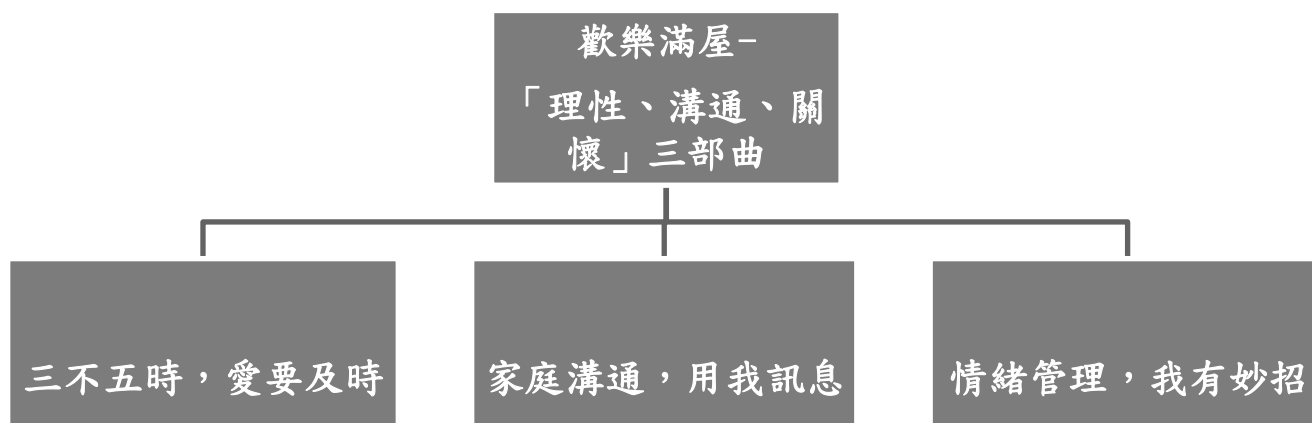 歡樂滿屋-
「理性、溝通、關
懷」三部曲
三不五時，愛要及時
家庭溝通，用我訊息
情緒管理，我有妙招